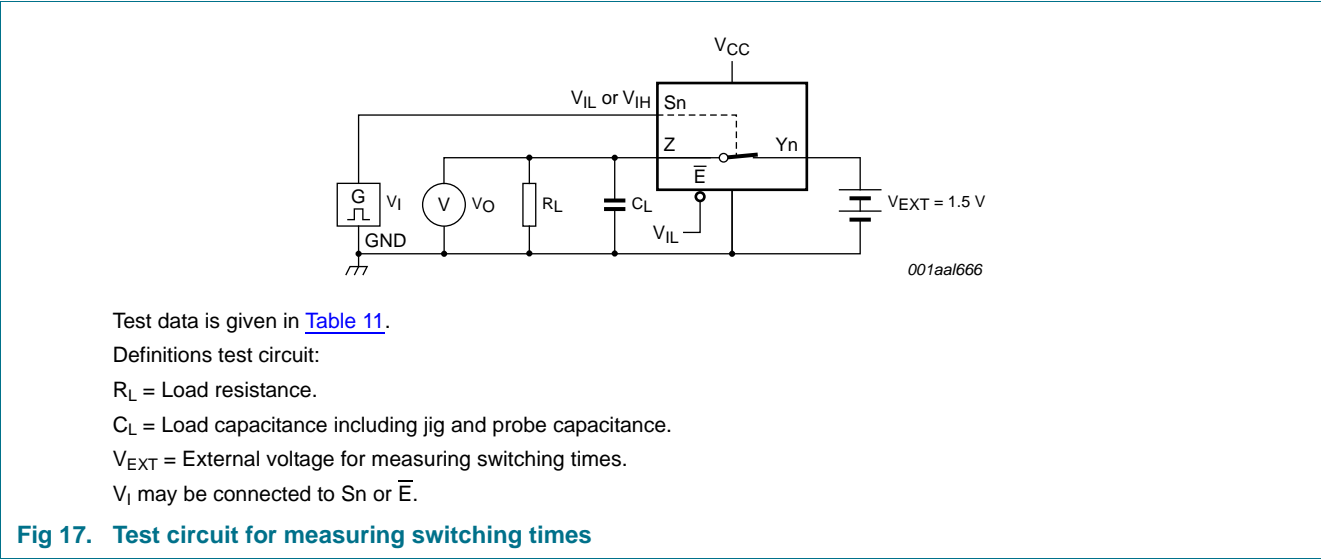 VCC
VIL or VIH
Sn
Z
Yn
E̅
G
VI
V
VO
RL
CL
VEXT = 1.5 V
VIL
GND
001aal666
Test data is given in Table 11.
Definitions test circuit:
RL = Load resistance.
CL = Load capacitance including jig and probe capacitance.
VEXT = External voltage for measuring switching times.
VI may be connected to Sn or E̅.
Fig 17. Test circuit for measuring switching times